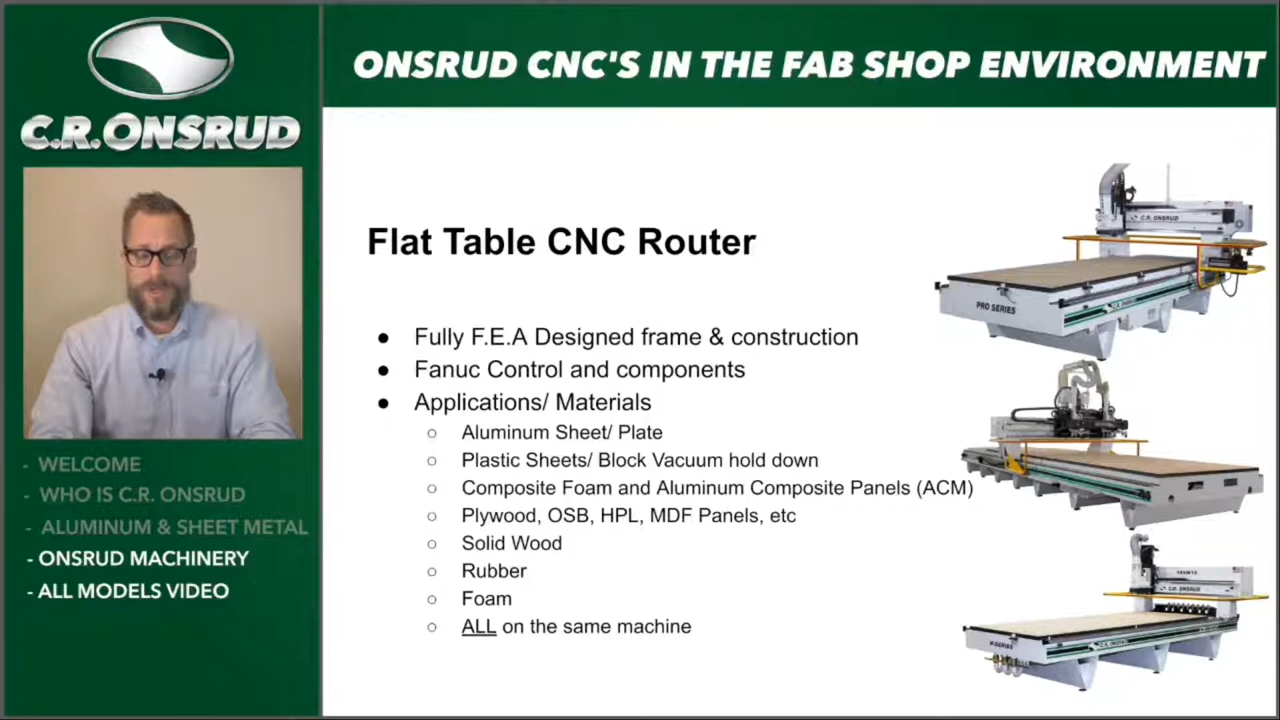 C.R.ONSRUD
ONSRUD CNC'S IN THE FAB SHOP ENVIRONMENT
Flat Table CNC Router
● Fully F.E.A Designed frame & construction
● Fanuc Control and components
● Applications/ Materials
○ Aluminum Sheet/ Plate
○ Plastic Sheets/ Block Vacuum hold down
○ Composite Foam and Aluminum Composite Panels (ACM)
○ Plywood, OSB, HPL, MDF Panels, etc
○ Solid Wood
○ Rubber
○ Foam
○ ALL on the same machine
- WELCOME
- WHO IS C.R. ONSRUD
- ALUMINUM & SHEET METAL
- ONSRUD MACHINERY
- ALL MODELS VIDEO
C.R. ONSRUD
PRO SERIES
C.R. ONSRUD